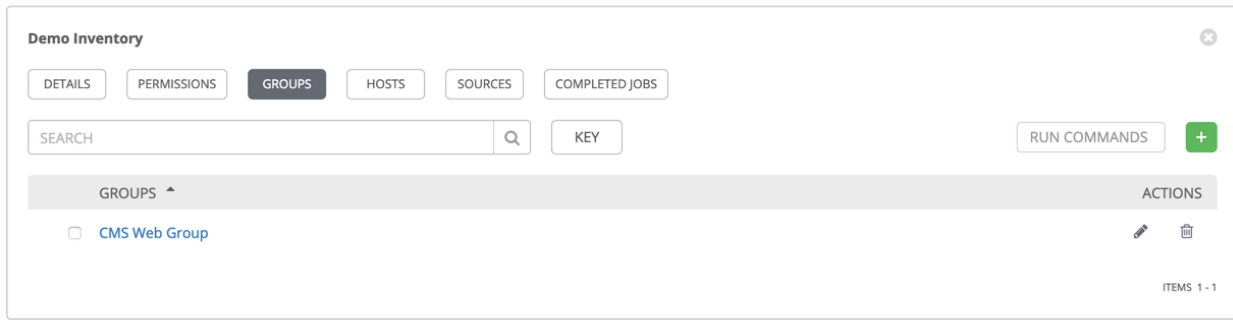 Demo Inventory
DETAILS PERMISSIONS GROUPS HOSTS SOURCES COMPLETED JOBS
SEARCH KEY RUN COMMANDS +
GROUPS ACTIONS
CMS Web Group
ITEMS 1 - 1